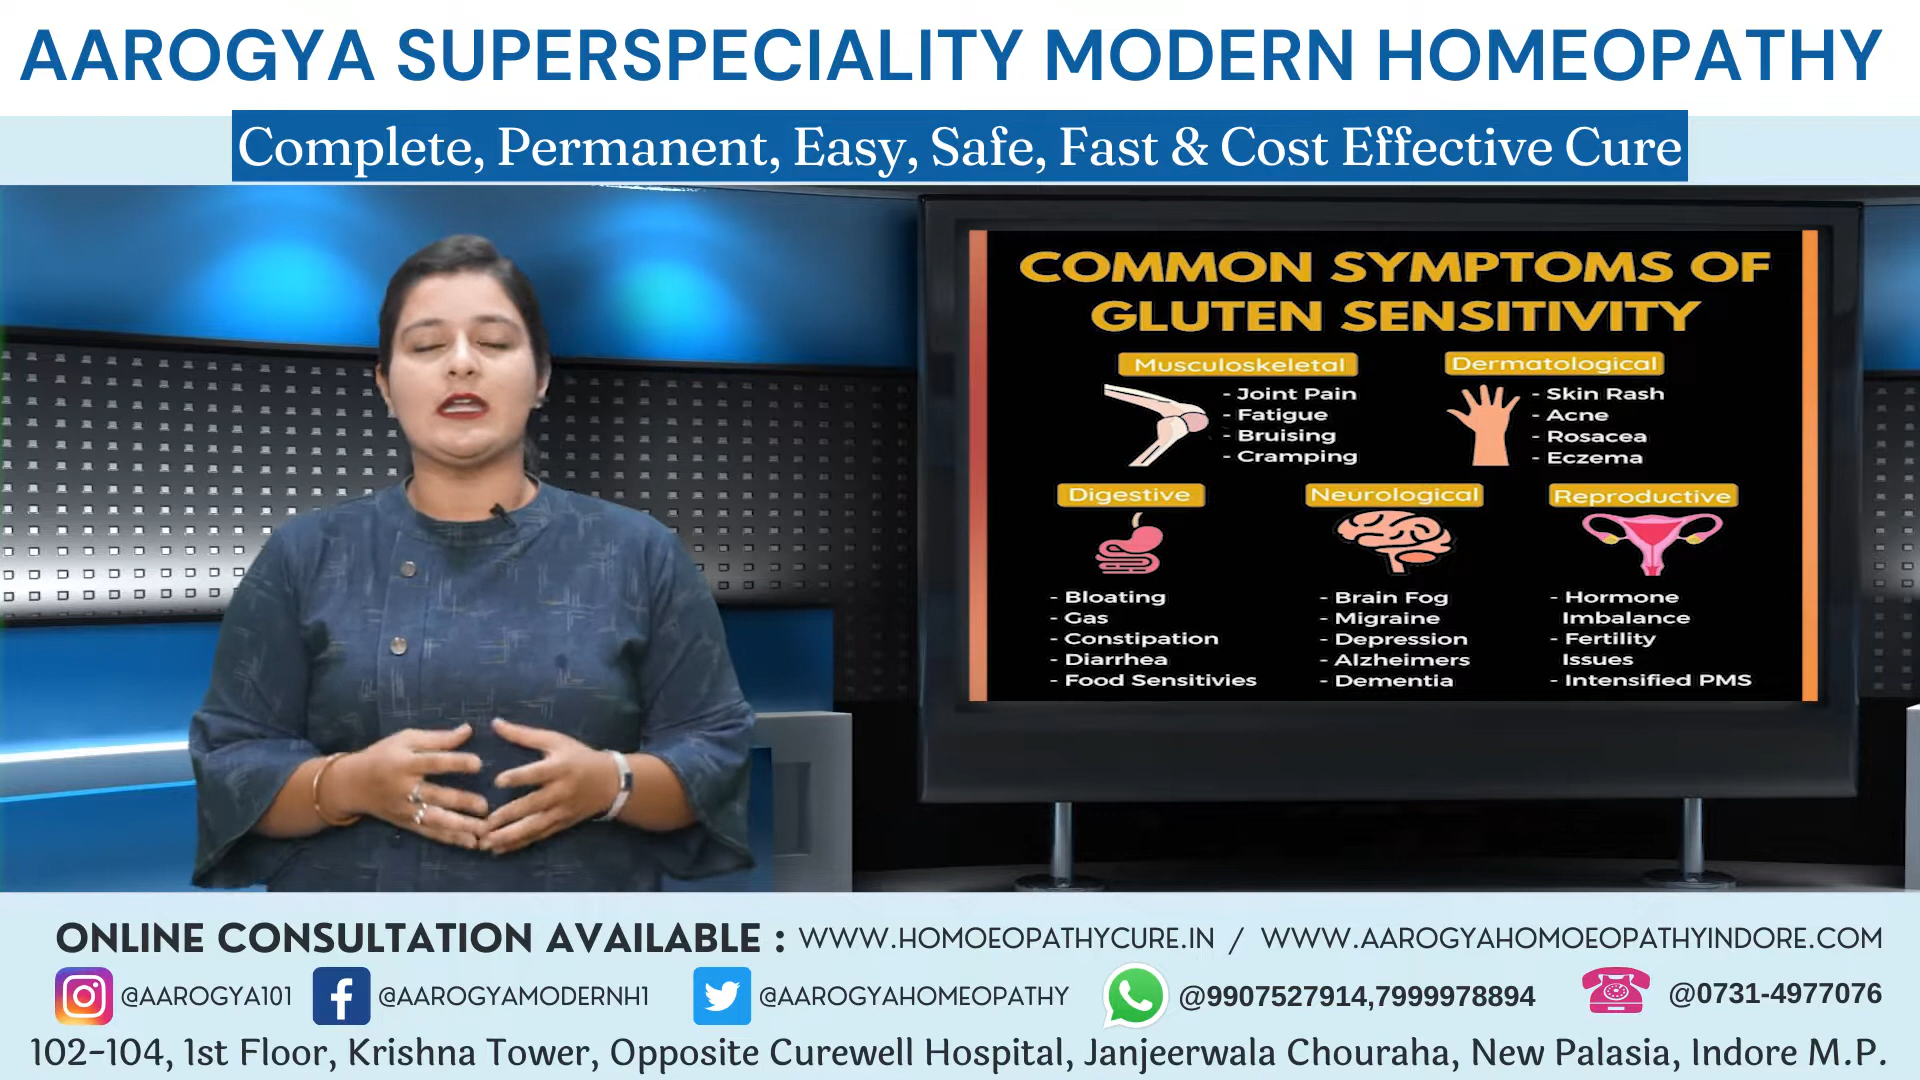 AAROGYA SUPERSPECIALITY MODERN HOMEOPATHY
Complete, Permanent, Easy, Safe, Fast & Cost Effective Cure
COMMON SYMPTOMS OF
GLUTEN SENSITIVITY
Musculoskeletal
- Joint Pain
- Fatigue
- Bruising
- Cramping
Dermatological
- Skin Rash
- Acne
- Rosacea
- Eczema
Digestive
- Bloating
- Gas
- Constipation
- Diarrhea
- Food Sensitivies
Neurological
- Brain Fog
- Migraine
- Depression
- Alzheimers
- Dementia
Reproductive
- Hormone
Imbalance
- Fertility
Issues
- Intensified PMS
ONLINE CONSULTATION AVAILABLE : WWW.HOMOEOPATHYCURE.IN / WWW.AAROGYAHOMOEOPATHYINDORE.COM
@AAROGYA101 @AAROGYAMODERNH1 @AAROGYAHOMEOPATHY @9907527914,7999978894 @0731-4977076
102-104, 1st Floor, Krishna Tower, Opposite Curewell Hospital, Janjeerwala Chouraha, New Palasia, Indore M.P.